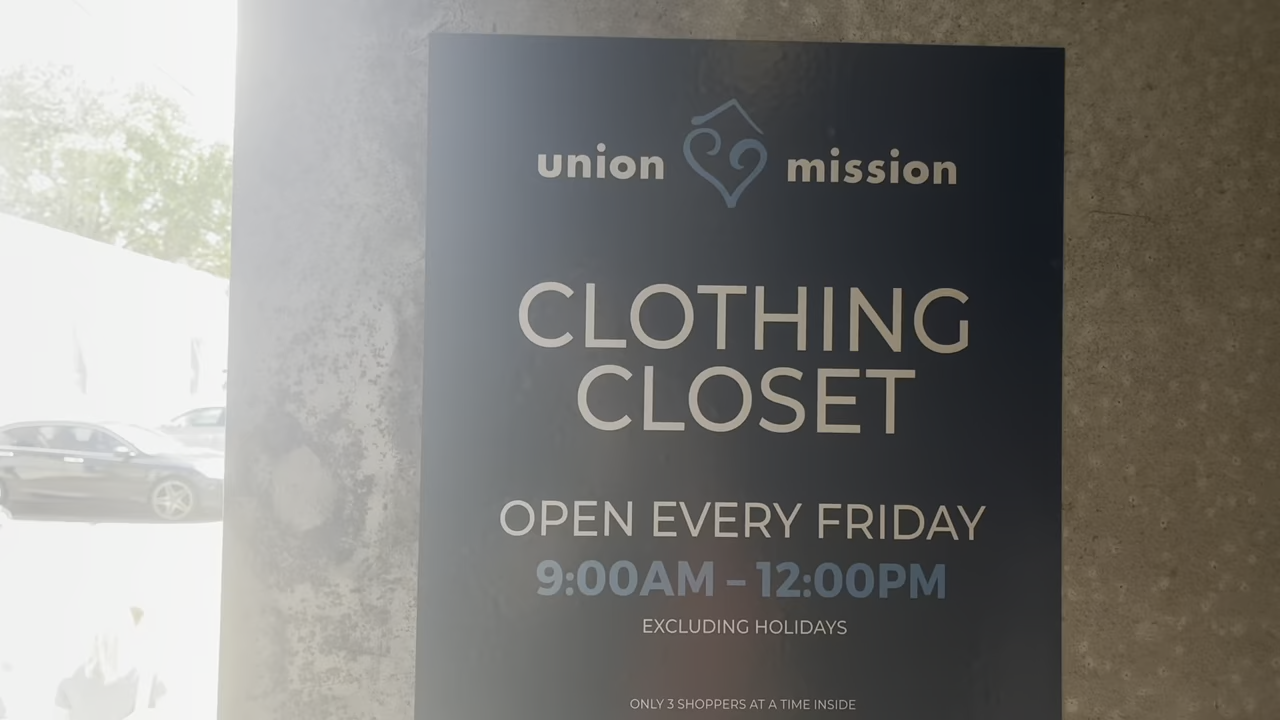 union mission
CLOTHING
CLOSET
OPEN EVERY FRIDAY
9:00AM – 12:00PM
EXCLUDING HOLIDAYS
ONLY 3 SHOPPERS AT A TIME INSIDE